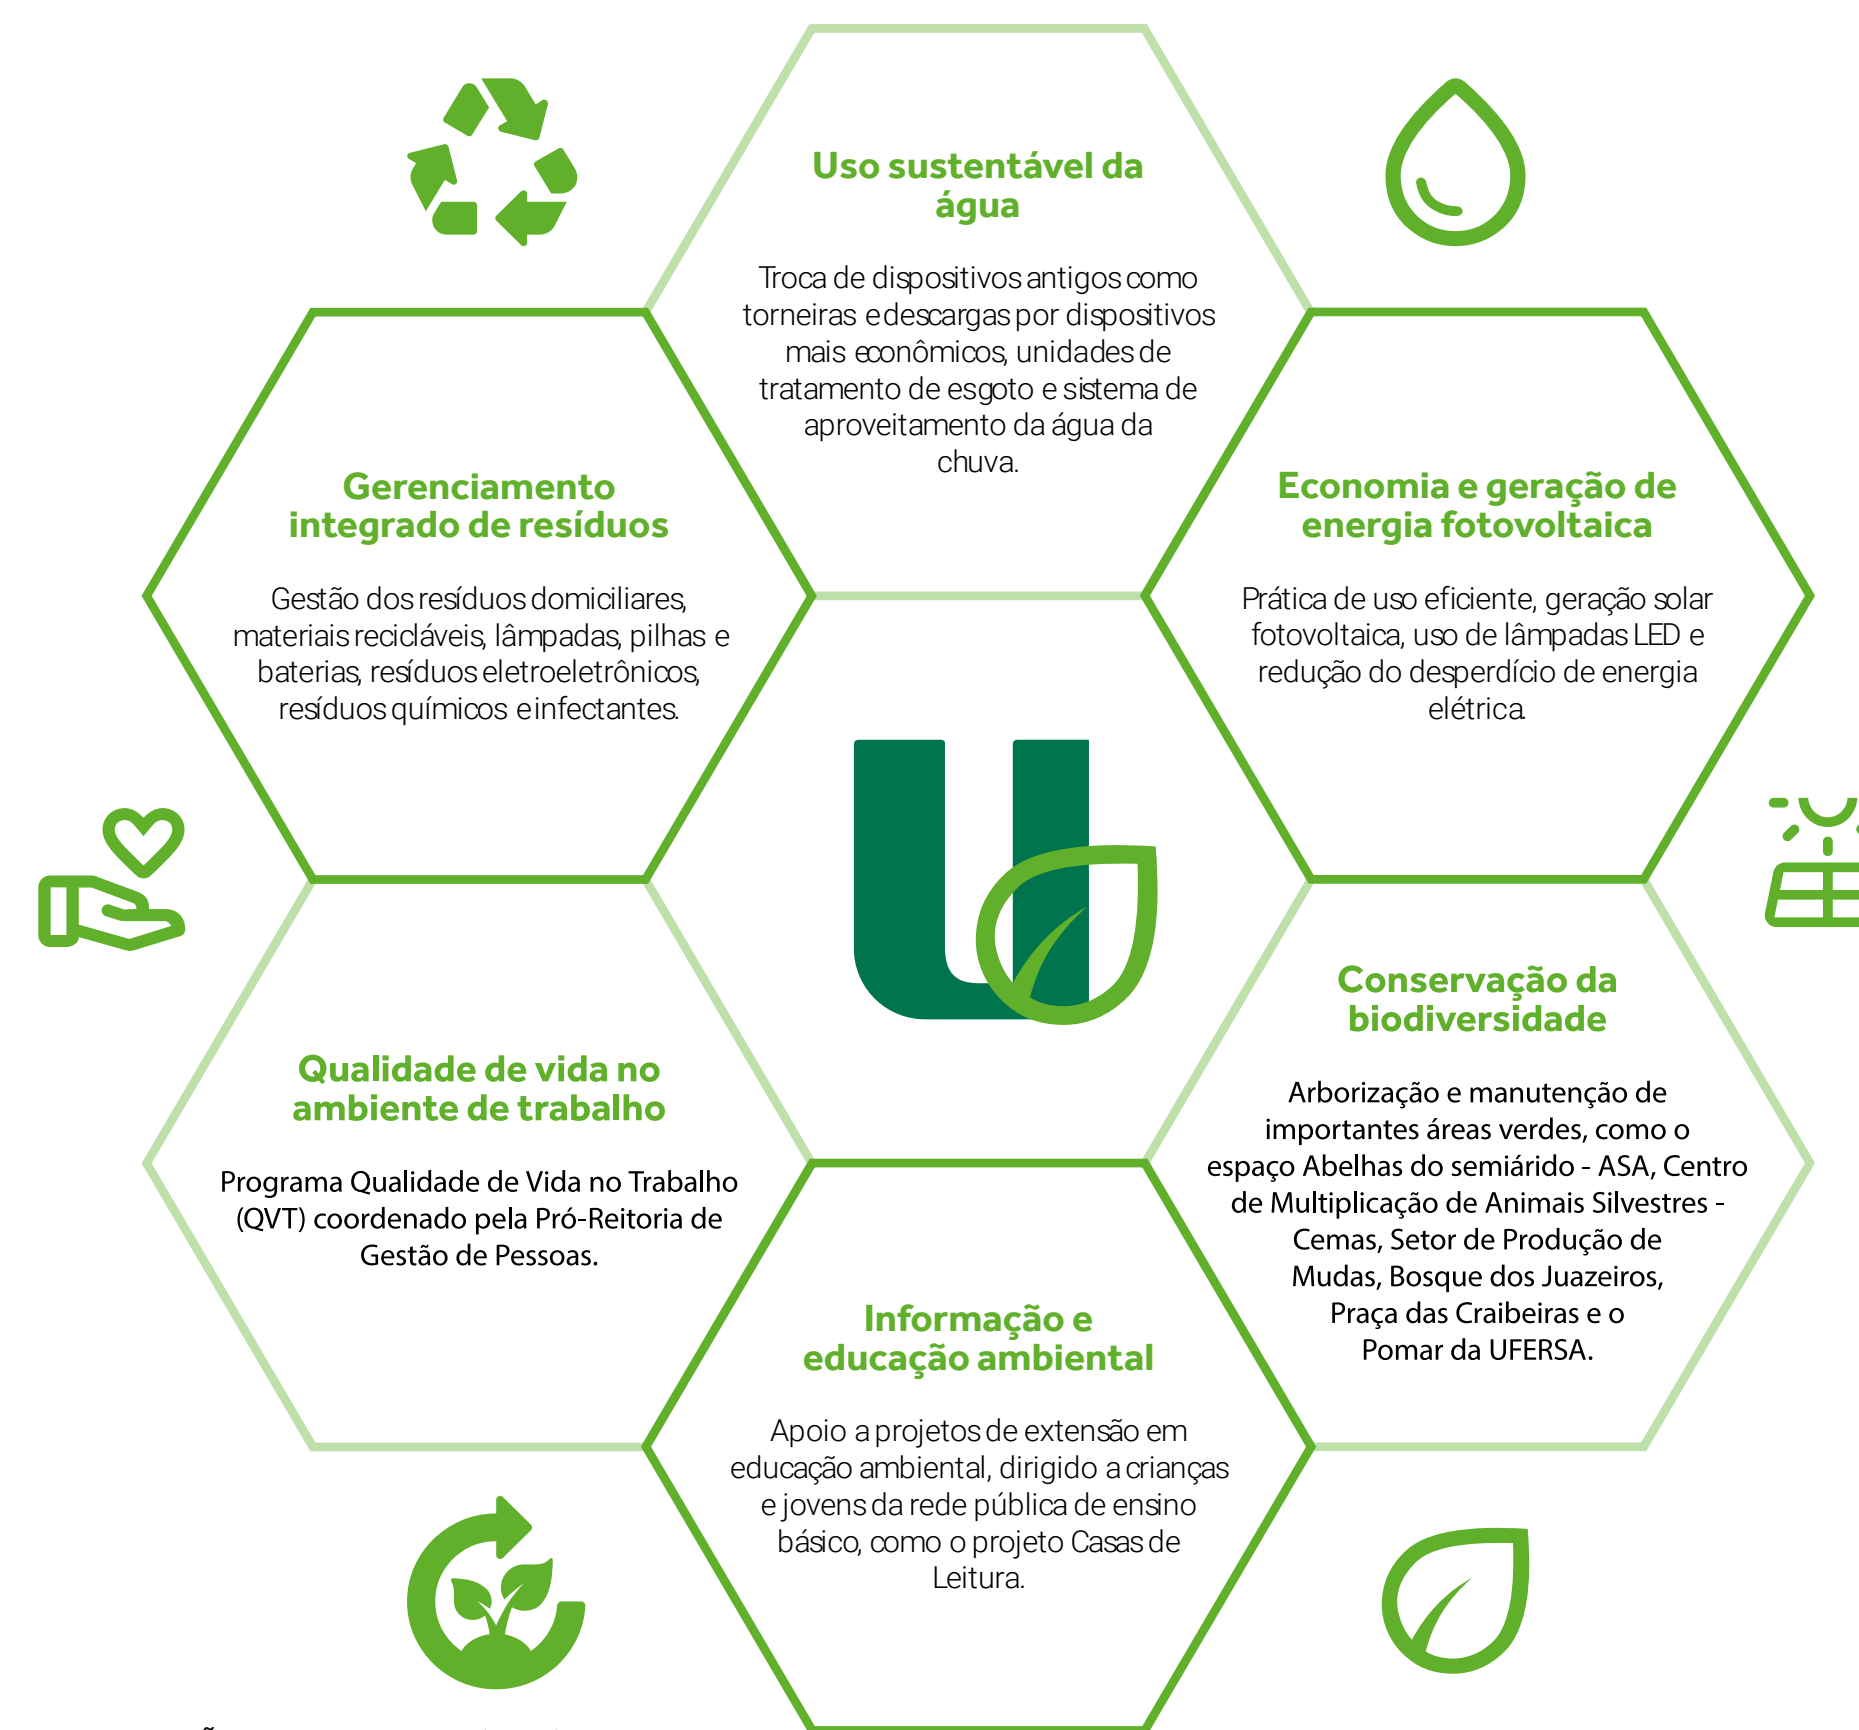 Uso sustentável da
água
Troca de dispositivos antigos como
torneiras e descargas por dispositivos
mais econômicos, unidades de
tratamento de esgoto e sistema de
aproveitamento da água da
chuva.
Gerenciamento
integrado de resíduos
Gestão dos resíduos domiciliares,
materiais recicláveis, lâmpadas, pilhas e
baterias, resíduos eletroeletrônicos,
resíduos químicos e infectantes.
Economia e geração de
energia fotovoltaica
Prática de uso eficiente, geração solar
fotovoltaica, uso de lâmpadas LED e
redução do desperdício de energia
elétrica.
U
Qualidade de vida no
ambiente de trabalho
Programa Qualidade de Vida no Trabalho
(QVT) coordenado pela Pró-Reitoria de
Gestão de Pessoas.
Conservação da
biodiversidade
Arborização e manutenção de
importantes áreas verdes, como o
espaço Abelhas do semiárido - ASA, Centro
de Multiplicação de Animais Silvestres -
Cemas, Setor de Produção de
Mudas, Bosque dos Juazeiros,
Praça das Craibeiras e o
Pomar da UFERSA.
Informação e
educação ambiental
Apoio a projetos de extensão em
educação ambiental, dirigido a crianças
e jovens da rede pública de ensino
básico, como o projeto Casas de
Leitura.